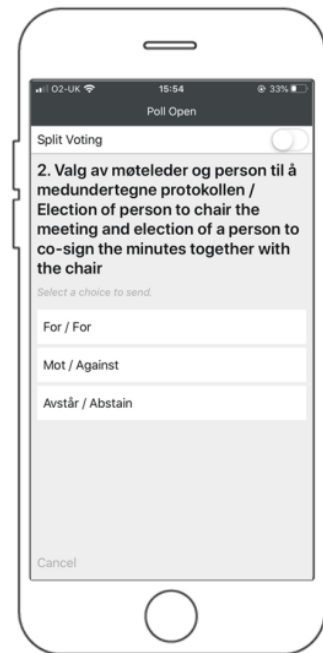 O2-UK 15:54 33%
Poll Open
Split Voting
2. Valg av møteleder og person til å
medundertegne protokollen /
Election of person to chair the
meeting and election of a person to
co-sign the minutes together with
the chair
Select a choice to send.
For / For
Mot / Against
Avstår / Abstain
Cancel